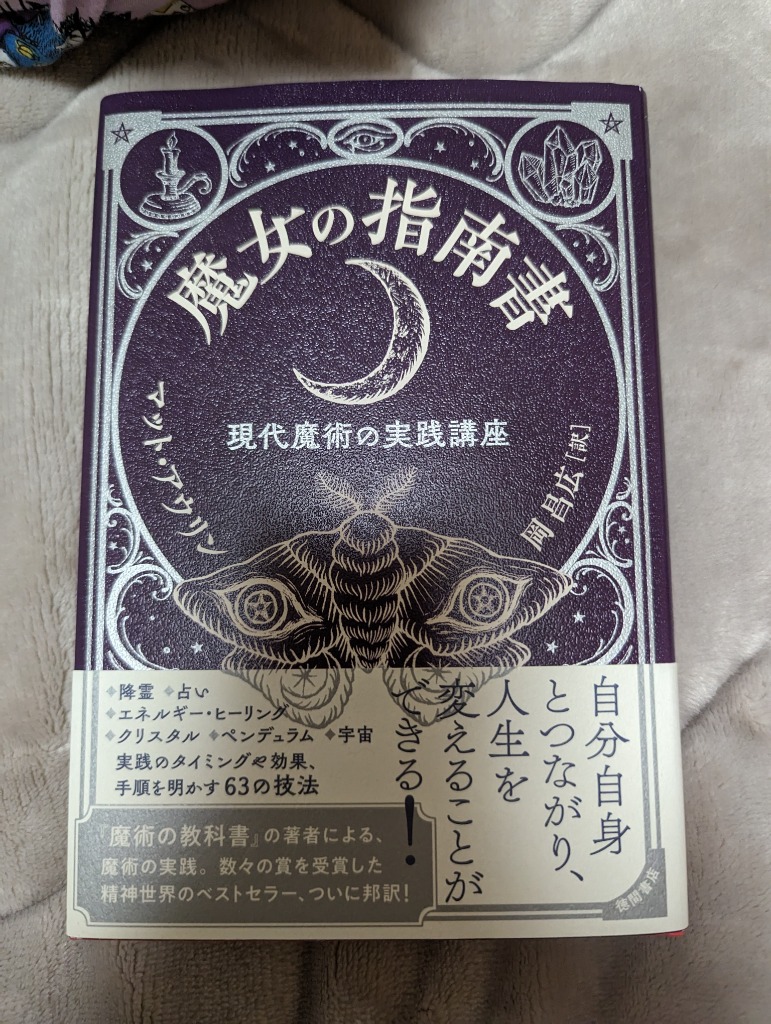 魔女の指南書
現代魔術の実践講座
マット・アウリン
岡昌広[訳]
自分自身
とつながり、
人生を
変えることが
できる！
降霊 占い
エネルギー・ヒーリング
クリスタル ペンデュラム 宇宙
実践のタイミングや効果、
手順を明かす63の技法
『魔術の教科書』の著者による、
魔術の実践。数々の賞を受賞した
精神世界のベストセラー、ついに邦訳！
徳間書店